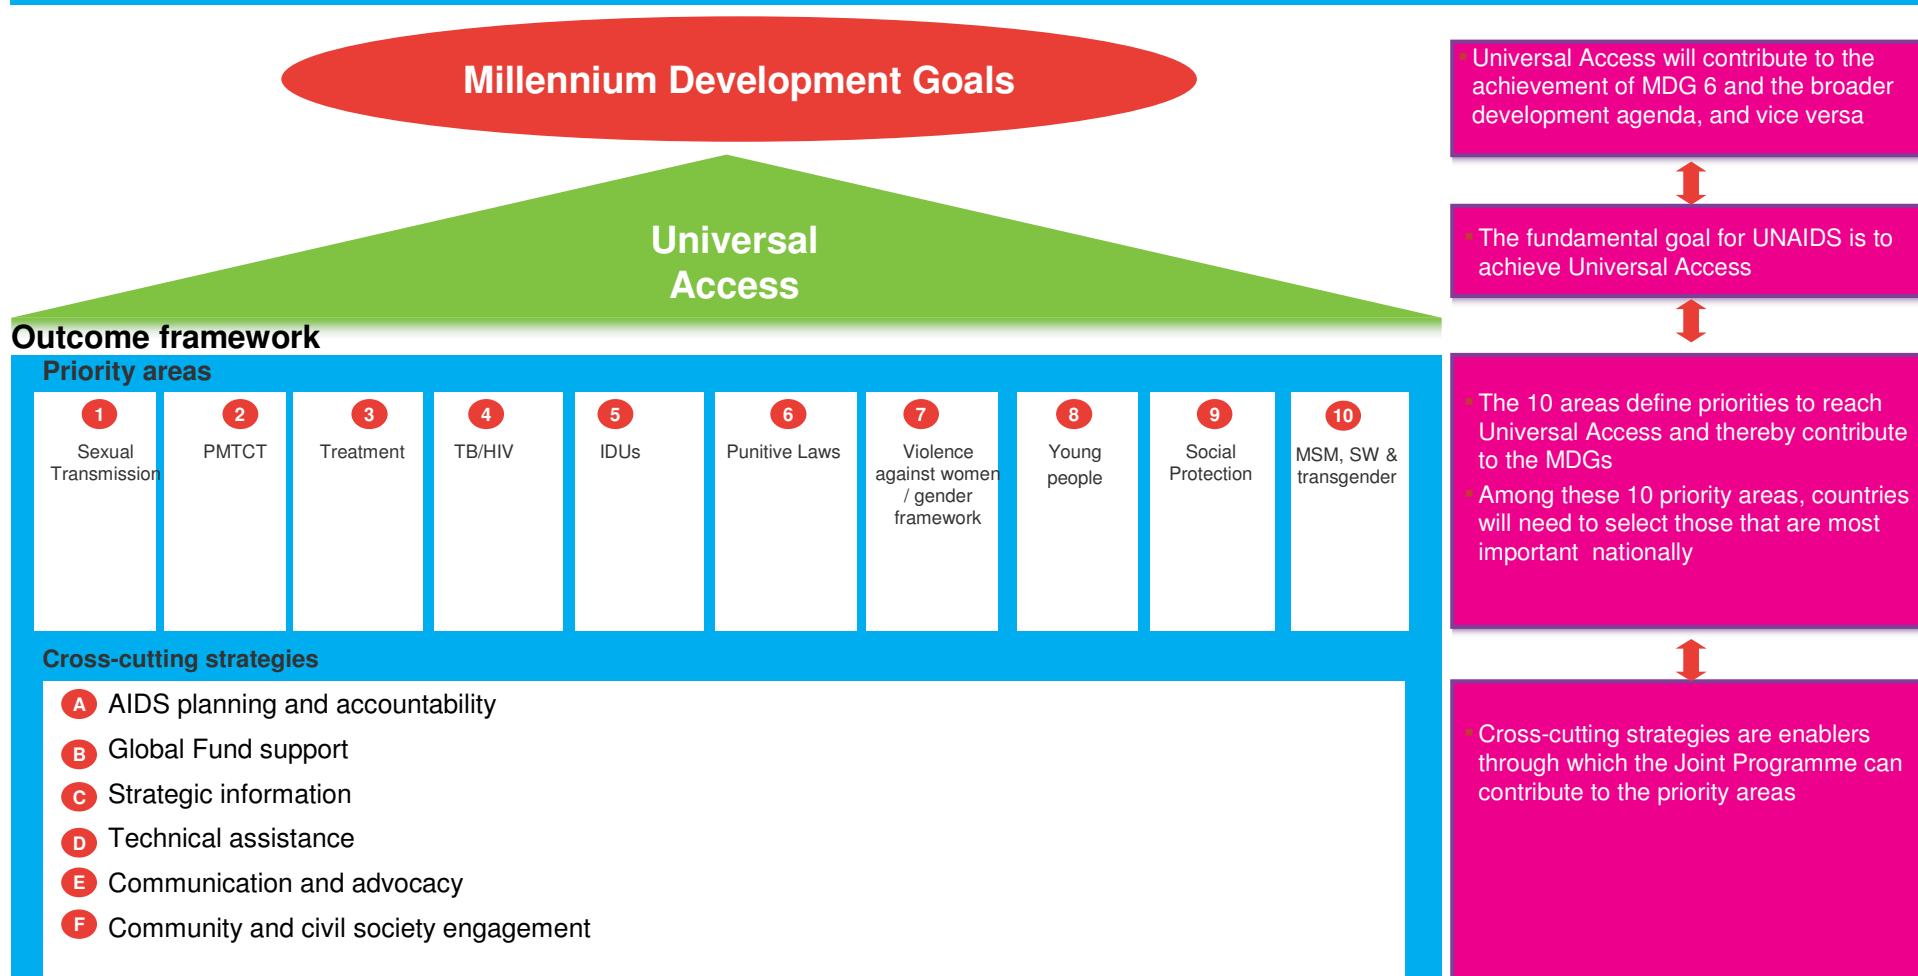 Millennium Development Goals
Universal
Access
Outcome framework
Priority areas
1
Sexual
Transmission
2
PMTCT
3
Treatment
4
TB/HIV
5
IDUs
6
Punitive Laws
7
Violence
against women
/ gender
framework
8
Young
people
9
Social
Protection
10
MSM, SW &
transgender
Cross-cutting strategies
A AIDS planning and accountability
B Global Fund support
C Strategic information
D Technical assistance
E Communication and advocacy
F Community and civil society engagement
Universal Access will contribute to the
achievement of MDG 6 and the broader
development agenda, and vice versa
The fundamental goal for UNAIDS is to
achieve Universal Access
The 10 areas define priorities to reach
Universal Access and thereby contribute
to the MDGs
Among these 10 priority areas, countries
will need to select those that are most
important nationally
Cross-cutting strategies are enablers
through which the Joint Programme can
contribute to the priority areas